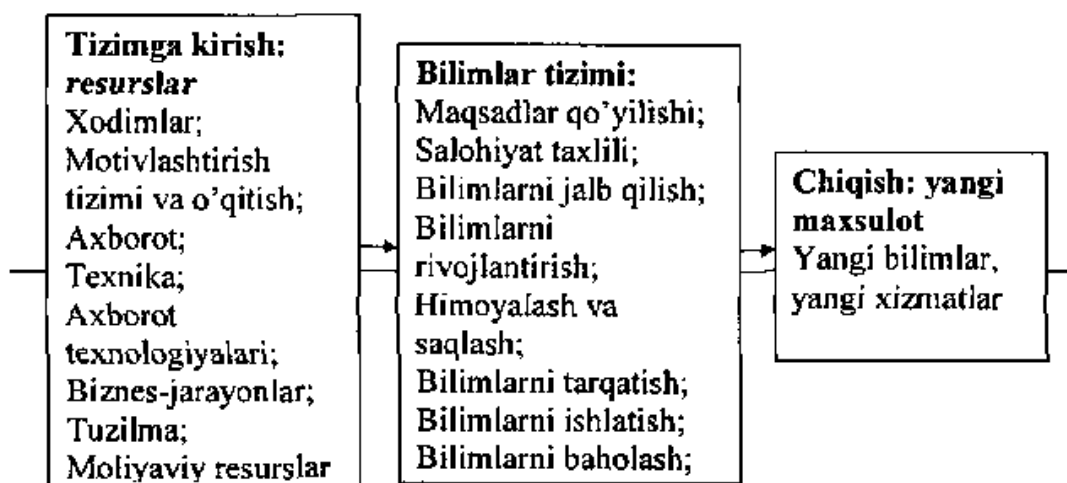 Tizimga kirish:
resurslar
Xodimlar;
Motivlashtirish
tizimi va o'qitish;
Axborot;
Texnika;
Axborot
texnologiyalari;
Biznes-jarayonlar;
Tuzilma;
Moliyaviy resurslar
Bilimlar tizimi:
Maqsadlar qo'yilishi;
Salohiyat taxlili;
Bilimlarni jalb qilish;
Bilimlarni
rivojlantirish;
Himoyalash va
saqlash;
Bilimlarni tarqatish;
Bilimlarni ishlatish;
Bilimlarni baholash;
Chiqish: yangi
maxsulot
Yangi bilimlar,
yangi xizmatlar